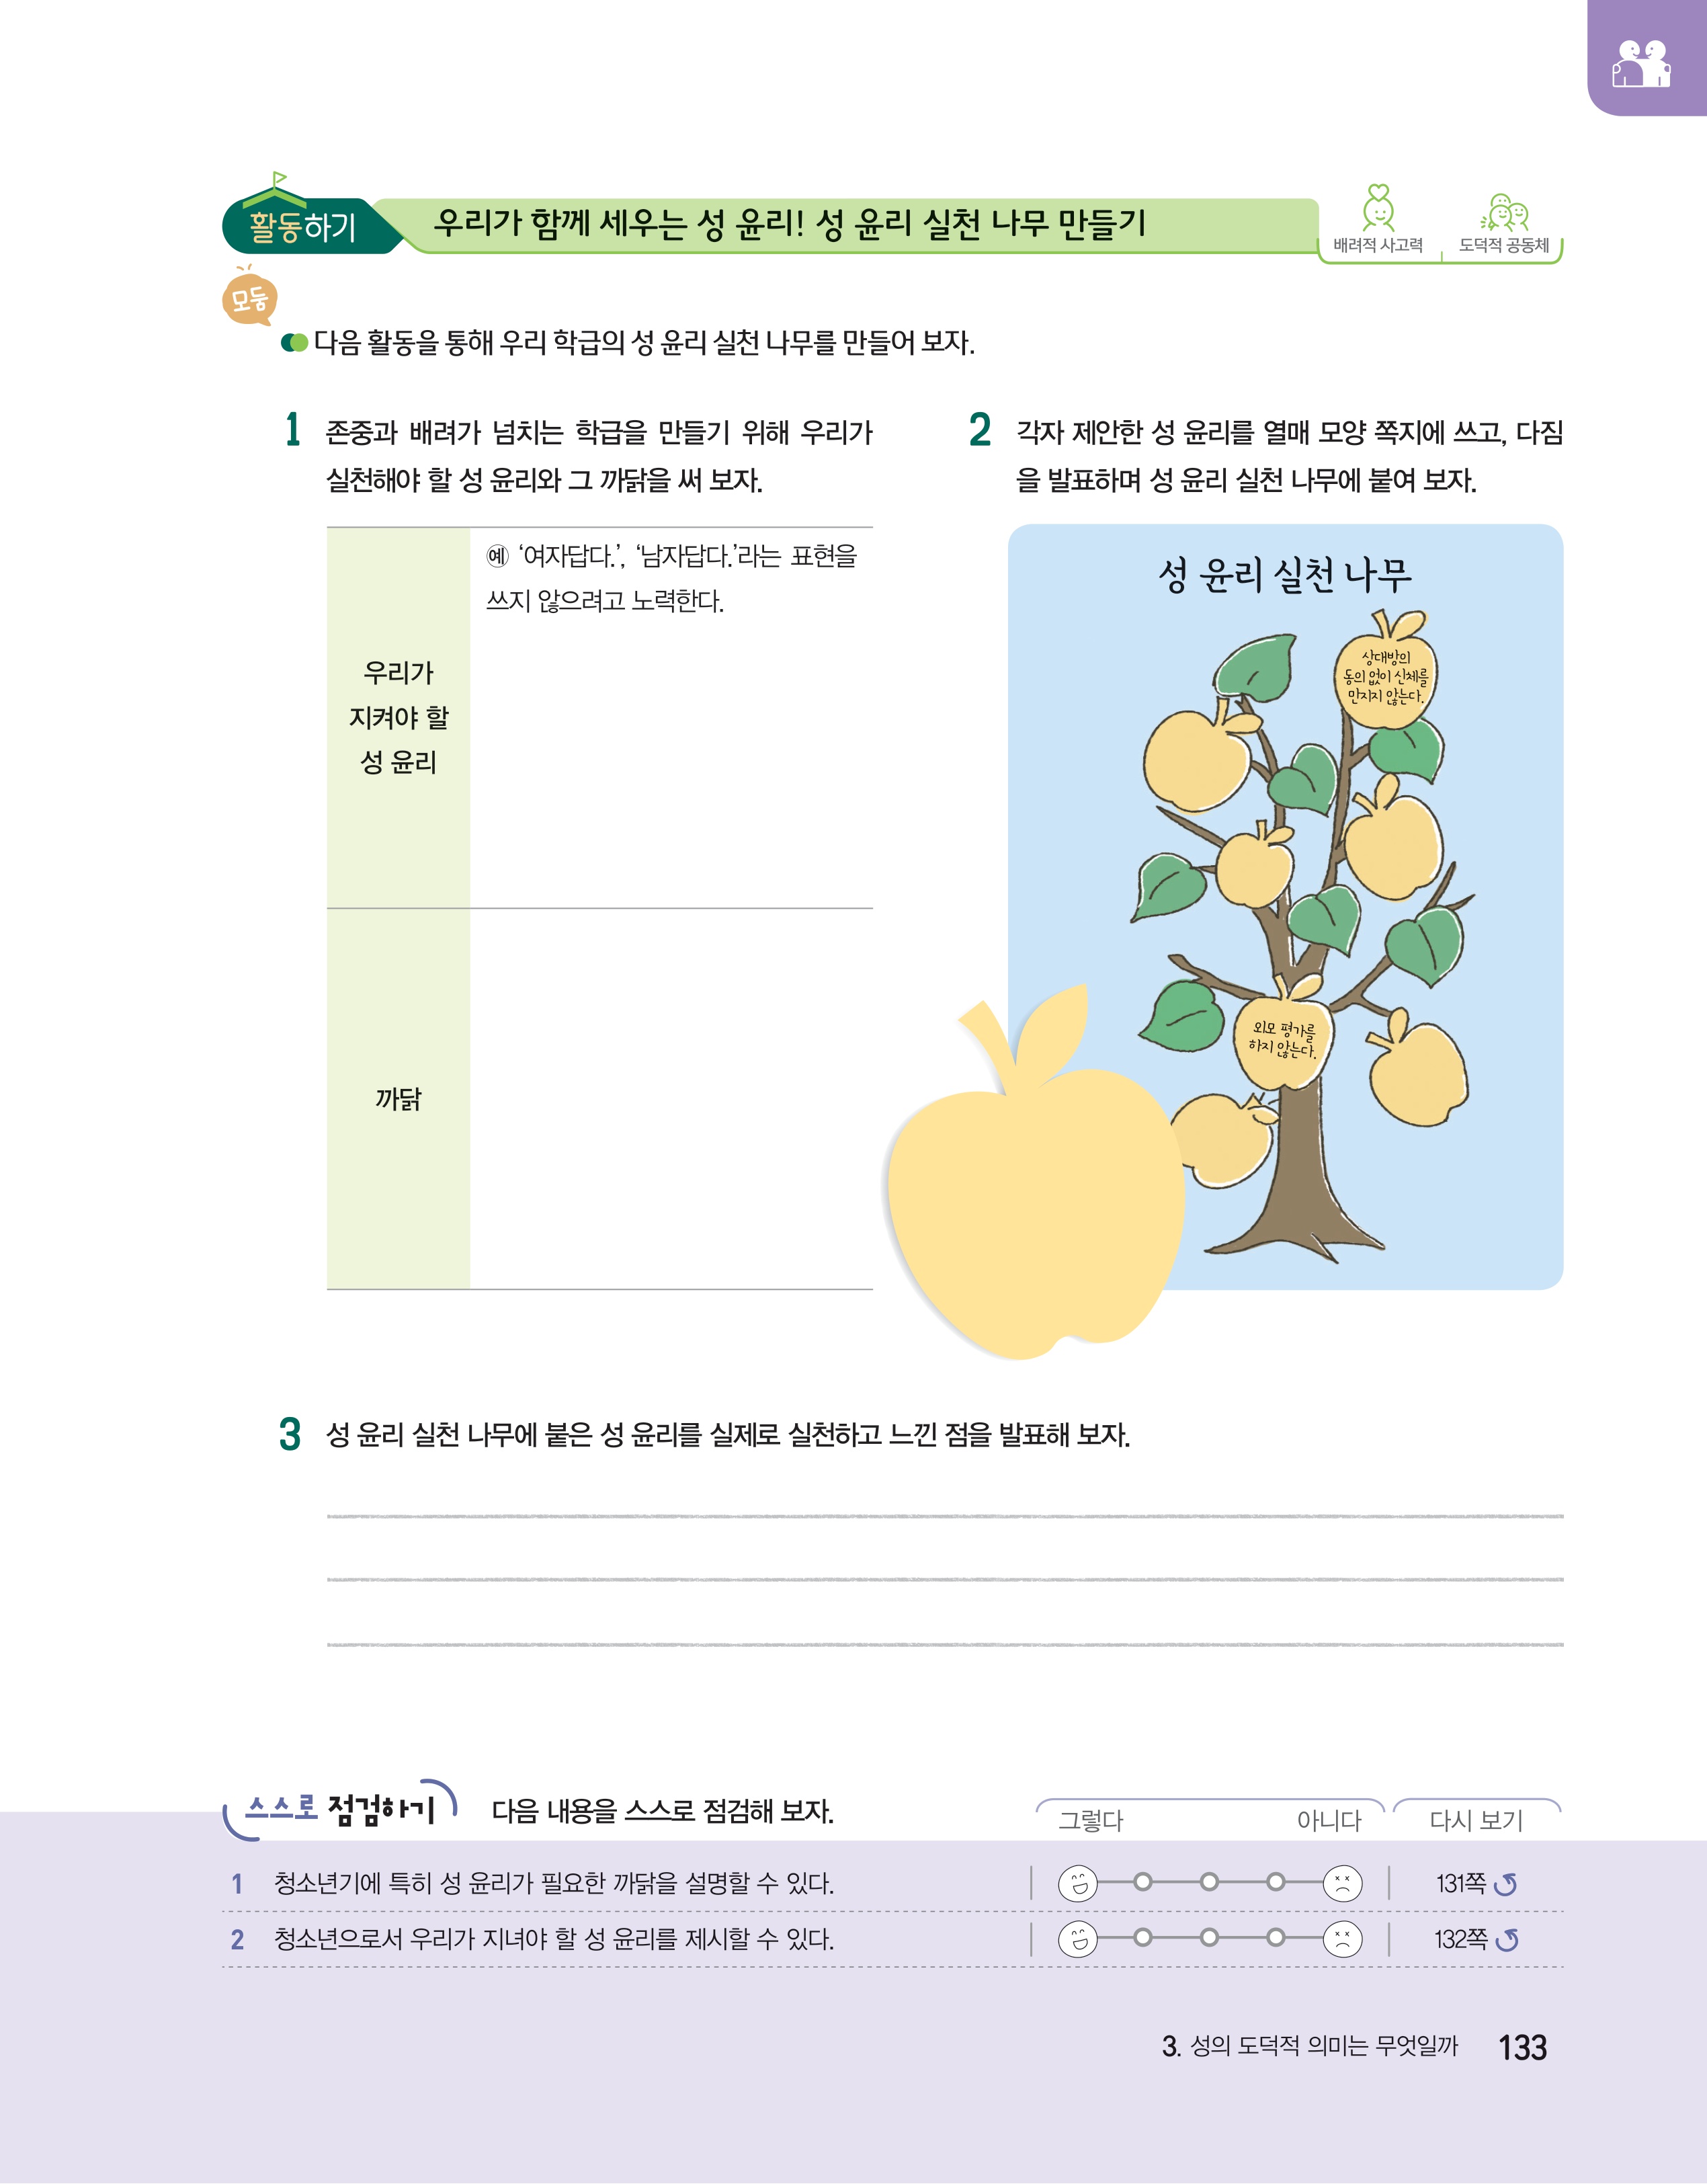 활동하기
우리가 함께 세우는 성 윤리! 성 윤리 실천 나무 만들기
배려적 사고력
도덕적 공동체
모둠
다음 활동을 통해 우리 학급의 성 윤리 실천 나무를 만들어 보자.
1 존중과 배려가 넘치는 학급을 만들기 위해 우리가
실천해야 할 성 윤리와 그 까닭을 써 보자.
우리가
지켜야 할
성 윤리
예 ‘여자답다.’, ‘남자답다.’라는 표현을
쓰지 않으려고 노력한다.
까닭
2 각자 제안한 성 윤리를 열매 모양 쪽지에 쓰고, 다짐
을 발표하며 성 윤리 실천 나무에 붙여 보자.
성 윤리 실천 나무
상대방의
동의 없이 신체를
만지지 않는다.
외모 평가를
하지 않는다.
3 성 윤리 실천 나무에 붙은 성 윤리를 실제로 실천하고 느낀 점을 발표해 보자.
스스로 점검하기
다음 내용을 스스로 점검해 보자.
그렇다 아니다 다시 보기
1 청소년기에 특히 성 윤리가 필요한 까닭을 설명할 수 있다. 131쪽
2 청소년으로서 우리가 지녀야 할 성 윤리를 제시할 수 있다. 132쪽
3. 성의 도덕적 의미는 무엇일까 133